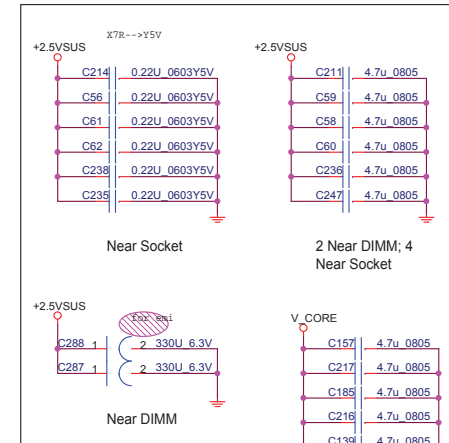 X7R-->Y5V
+2.5VSUS
C214 0.22U_0603Y5V
C56 0.22U_0603Y5V
C61 0.22U_0603Y5V
C62 0.22U_0603Y5V
C238 0.22U_0603Y5V
C235 0.22U_0603Y5V
Near Socket
+2.5VSUS
C211 4.7u_0805
C59 4.7u_0805
C58 4.7u_0805
C60 4.7u_0805
C236 4.7u_0805
C247 4.7u_0805
2 Near DIMM; 4
Near Socket
+2.5VSUS
for emi
C288 1 2 330U_6.3V
C287 1 2 330U_6.3V
Near DIMM
V_CORE
C157 4.7u_0805
C217 4.7u_0805
C185 4.7u_0805
C216 4.7u_0805
C139 4.7u_0805